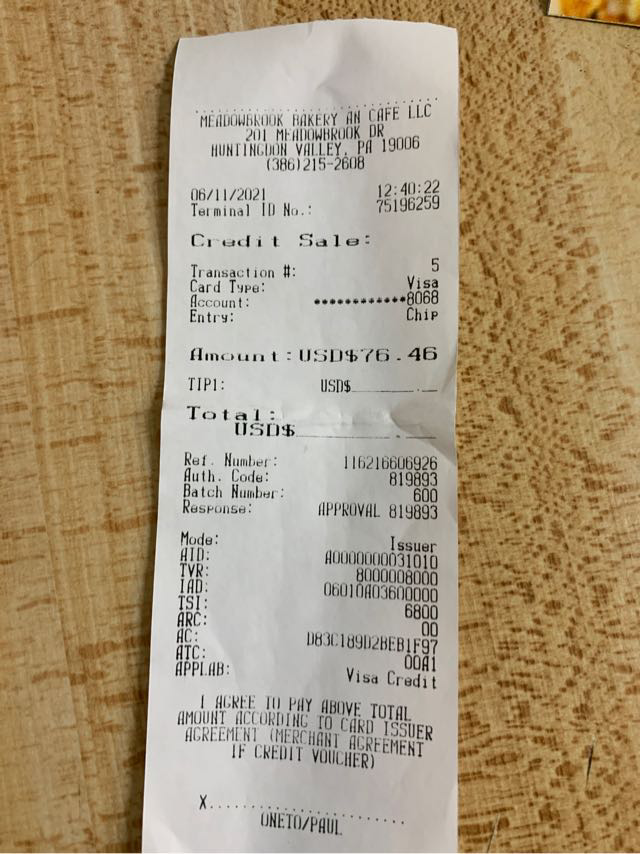 MEADOWBROOK BAKERY AN CAFE LLC
201 MEADOWBROOK DR
HUNTINGDON VALLEY, PA 19006
(386)215-2608
06/11/2021 12:40:22
Terminal ID No.: 75196259
Credit Sale:
Transaction #: 5
Card Type: Visa
Account: ************8068
Entry: Chip
Amount: USD$76.46
TIP1: USD$________.__
Total:
USD$__________.___
Ref. Number: 116216606926
Auth. Code: 819893
Batch Number: 600
Response: APPROVAL 819893
Mode: Issuer
AID: A0000000031010
TVR: 8000008000
IAD: 06010A03600000
TSI: 6800
ARC: 00
AC: D83C189D2BEB1F97
ATC: 00A1
APPLAB: Visa Credit
I AGREE TO PAY ABOVE TOTAL
AMOUNT ACCORDING TO CARD ISSUER
AGREEMENT (MERCHANT AGREEMENT
IF CREDIT VOUCHER)
X..............................
ONETO/PAUL